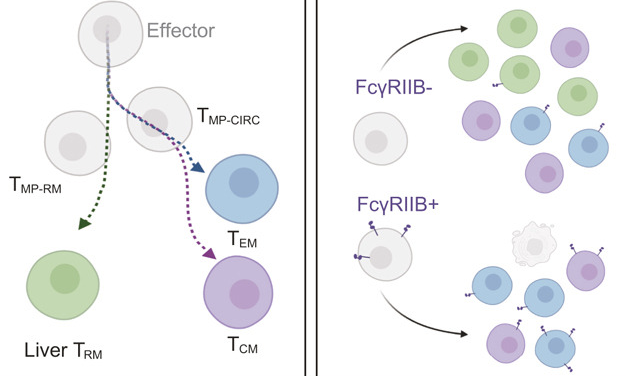 Effector
TMP-CIRC
TMP-RM
TEM
Liver TRM
TCM
FcγRIIB-
FcγRIIB+